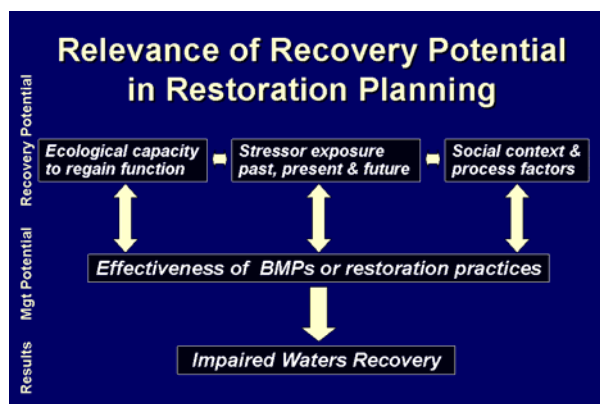 Relevance of Recovery Potential
in Restoration Planning
Recovery Potential
Ecological capacity
to regain function
Stressor exposure
past, present & future
Social context &
process factors
Mgt Potential
Effectiveness of BMPs or restoration practices
Results
Impaired Waters Recovery